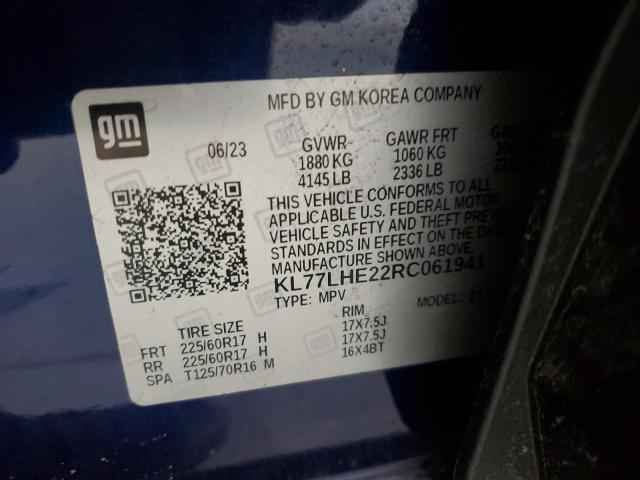 MFD BY GM KOREA COMPANY
gm
06/23
GVWR GAWR FRT
1880 KG 1060 KG
4145 LB 2336 LB
THIS VEHICLE CONFORMS TO ALL
APPLICABLE U.S. FEDERAL MOTOR
VEHICLE SAFETY AND THEFT
STANDARDS IN EFFECT ON THE DATE
MANUFACTURE SHOWN ABOVE.
KL77LHE22RC061941
TYPE: MPV MODEL:
TIRE SIZE RIM
FRT 225/60R17 H 17X7.5J
RR 225/60R17 H 17X7.5J
SPA T125/70R16 M 16X4BT